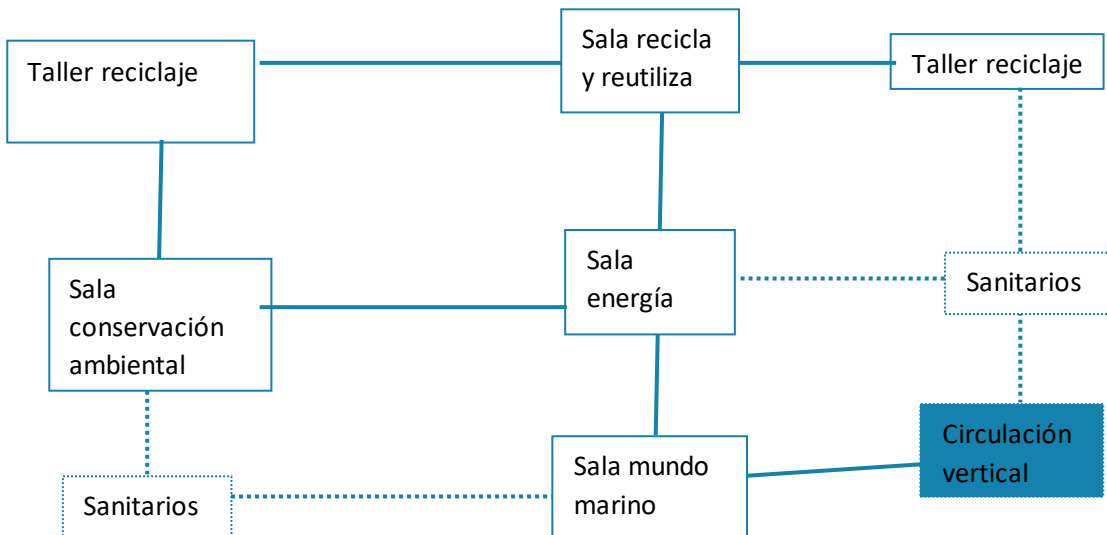 Taller reciclaje
Sala recicla
y reutiliza
Taller reciclaje
Sala
conservación
ambiental
Sala
energía
Sanitarios
Sanitarios
Sala mundo
marino
Circulación
vertical